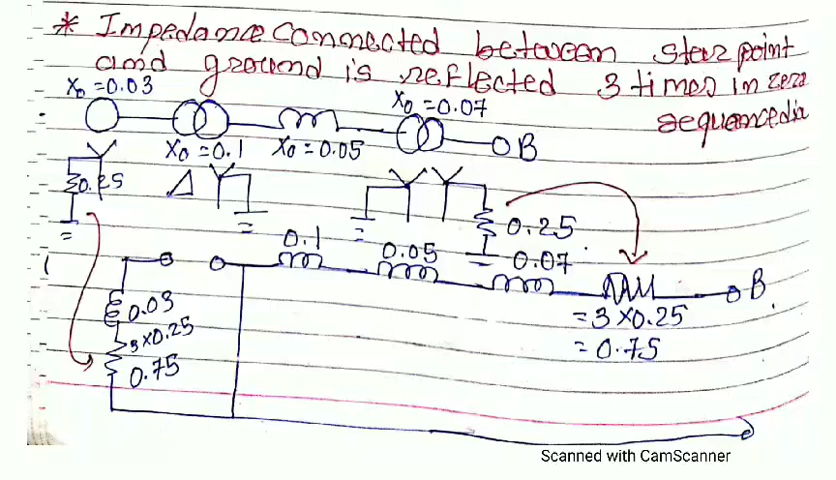 * Impedance connected between star point
and ground is reflected 3 times in zero
sequence dia
X₀ = 0.03
X₀ = 0.07
B
X₀ = 0.1 X₀ = 0.05
0.25
Δ
0.25
0.1
0.05
0.07
B
0.03
3 × 0.25
0.75
= 3 × 0.25
= 0.75
Scanned with CamScanner